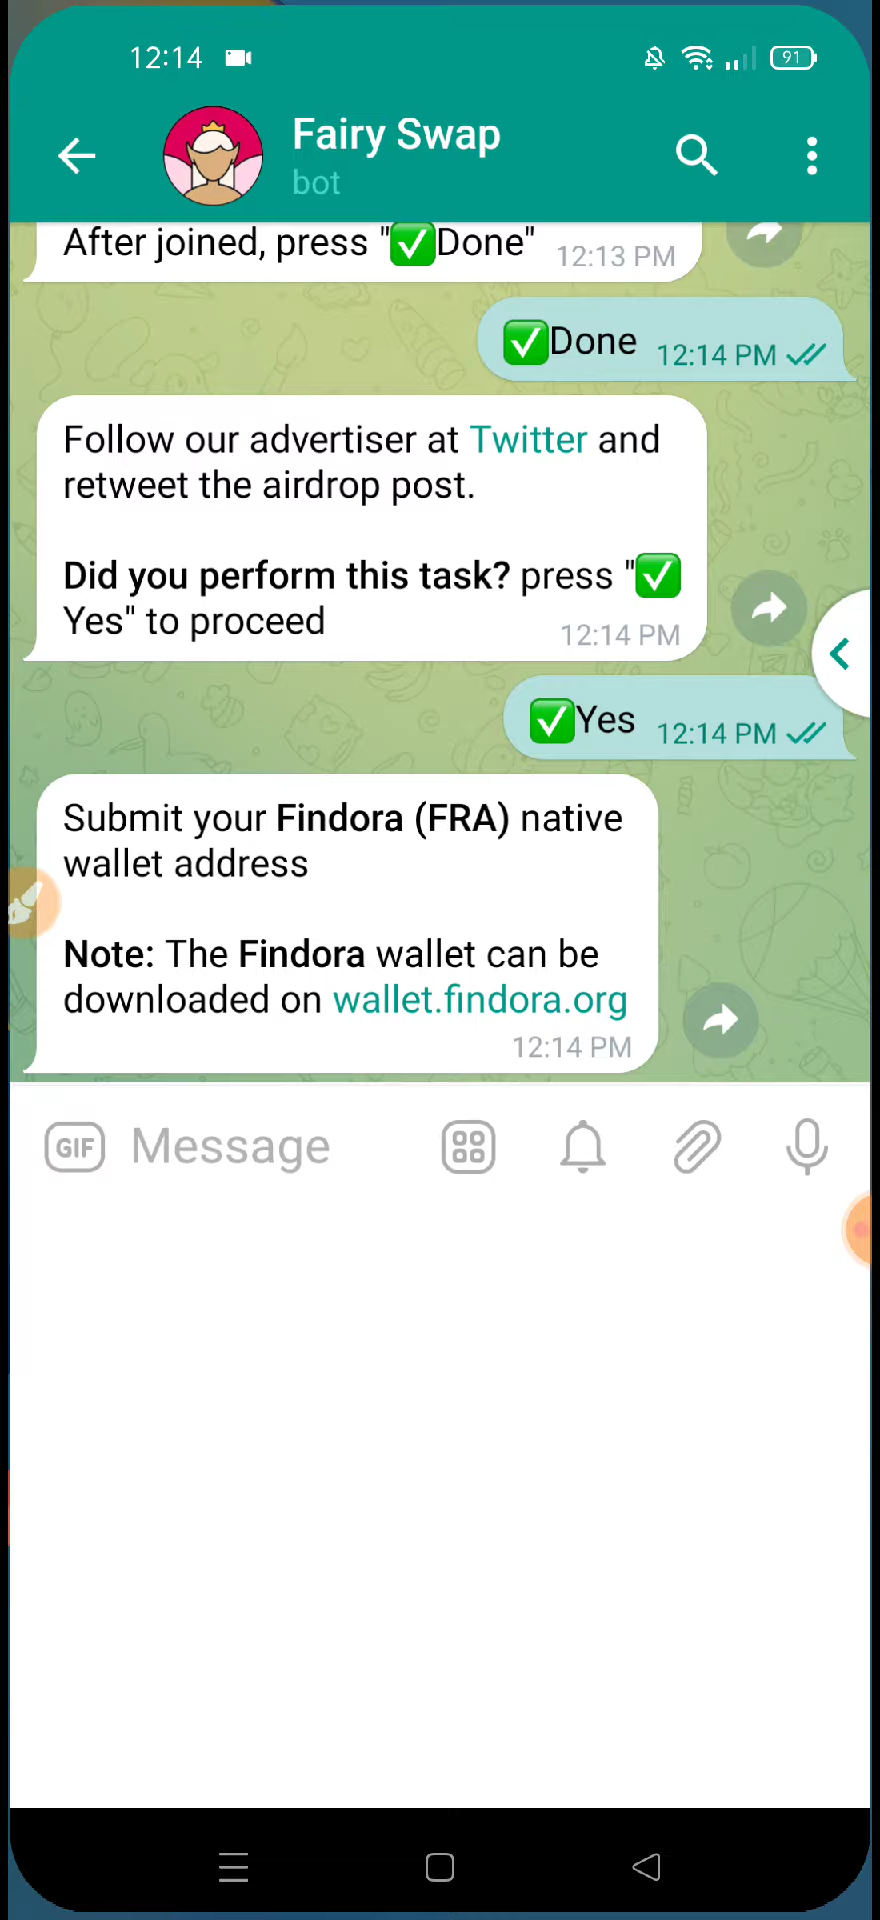 12:14
91
Fairy Swap
bot
After joined, press "✅Done"
12:13 PM
✅Done
12:14 PM
Follow our advertiser at Twitter and
retweet the airdrop post.
Did you perform this task? press "✅
Yes" to proceed
12:14 PM
✅Yes
12:14 PM
Submit your Findora (FRA) native
wallet address
Note: The Findora wallet can be
downloaded on wallet.findora.org
12:14 PM
GIF Message